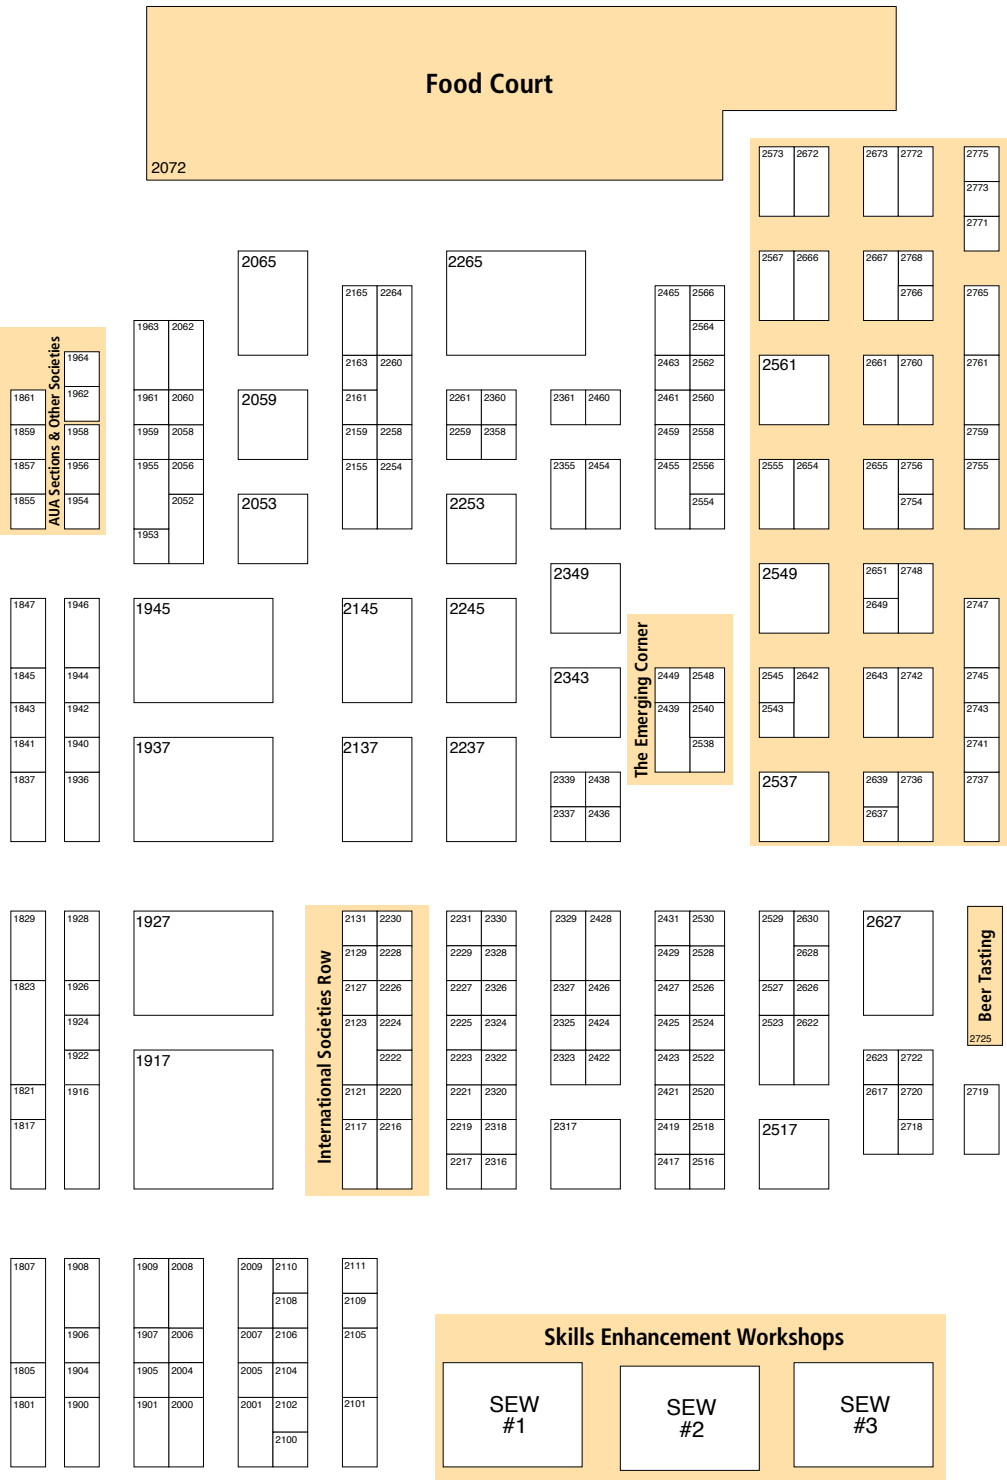 Food Court
2072
2573 2672 2673 2772 2775
2773
2771
2065 2265
2567 2666 2667 2768
2766
2165 2264 2465 2566 2765
2564
1963 2062
AUA Sections & Other Societies
1964
2163 2260 2463 2562 2561 2661 2760 2761
1962
1861 1961 2060 2059 2161 2261 2360 2361 2460 2461 2560
1859 1958 1959 2058 2159 2258 2259 2358 2459 2558 2759
1857 1956 1955 2056 2155 2254 2355 2454 2455 2556 2555 2654 2655 2756 2755
1855 1954 2052 2053 2253 2554 2754
1953
2349 2549 2651 2748
1847 1946 1945 2145 2245 2649 2747
The Emerging Corner
1845 1944 2343 2449 2548 2545 2642 2643 2742 2745
1843 1942 2439 2540 2543 2743
1841 1940 1937 2137 2237 2538 2741
1837 1936 2339 2438 2537 2639 2736 2737
2337 2436 2637
1829 1928 1927 2131 2230 2231 2330 2329 2428 2431 2530 2529 2630 2627
International Societies Row
Beer Tasting
2129 2228 2229 2328 2429 2528 2628
1823 1926 2127 2226 2227 2326 2327 2426 2427 2526 2527 2626
1924 2123 2224 2225 2324 2325 2424 2425 2524 2523 2622 2725
1922 1917 2222 2223 2322 2323 2422 2423 2522 2623 2722
1821 1916 2121 2220 2221 2320 2421 2520 2617 2720 2719
1817 2117 2216 2219 2318 2317 2419 2518 2517 2718
2217 2316 2417 2516
1807 1908 1909 2008 2009 2110 2111
2108 2109
1906 1907 2006 2007 2106 2105
Skills Enhancement Workshops
1805 1904 1905 2004 2005 2104
1801 1900 1901 2000 2001 2102 2101
2100
SEW
#1
SEW
#2
SEW
#3